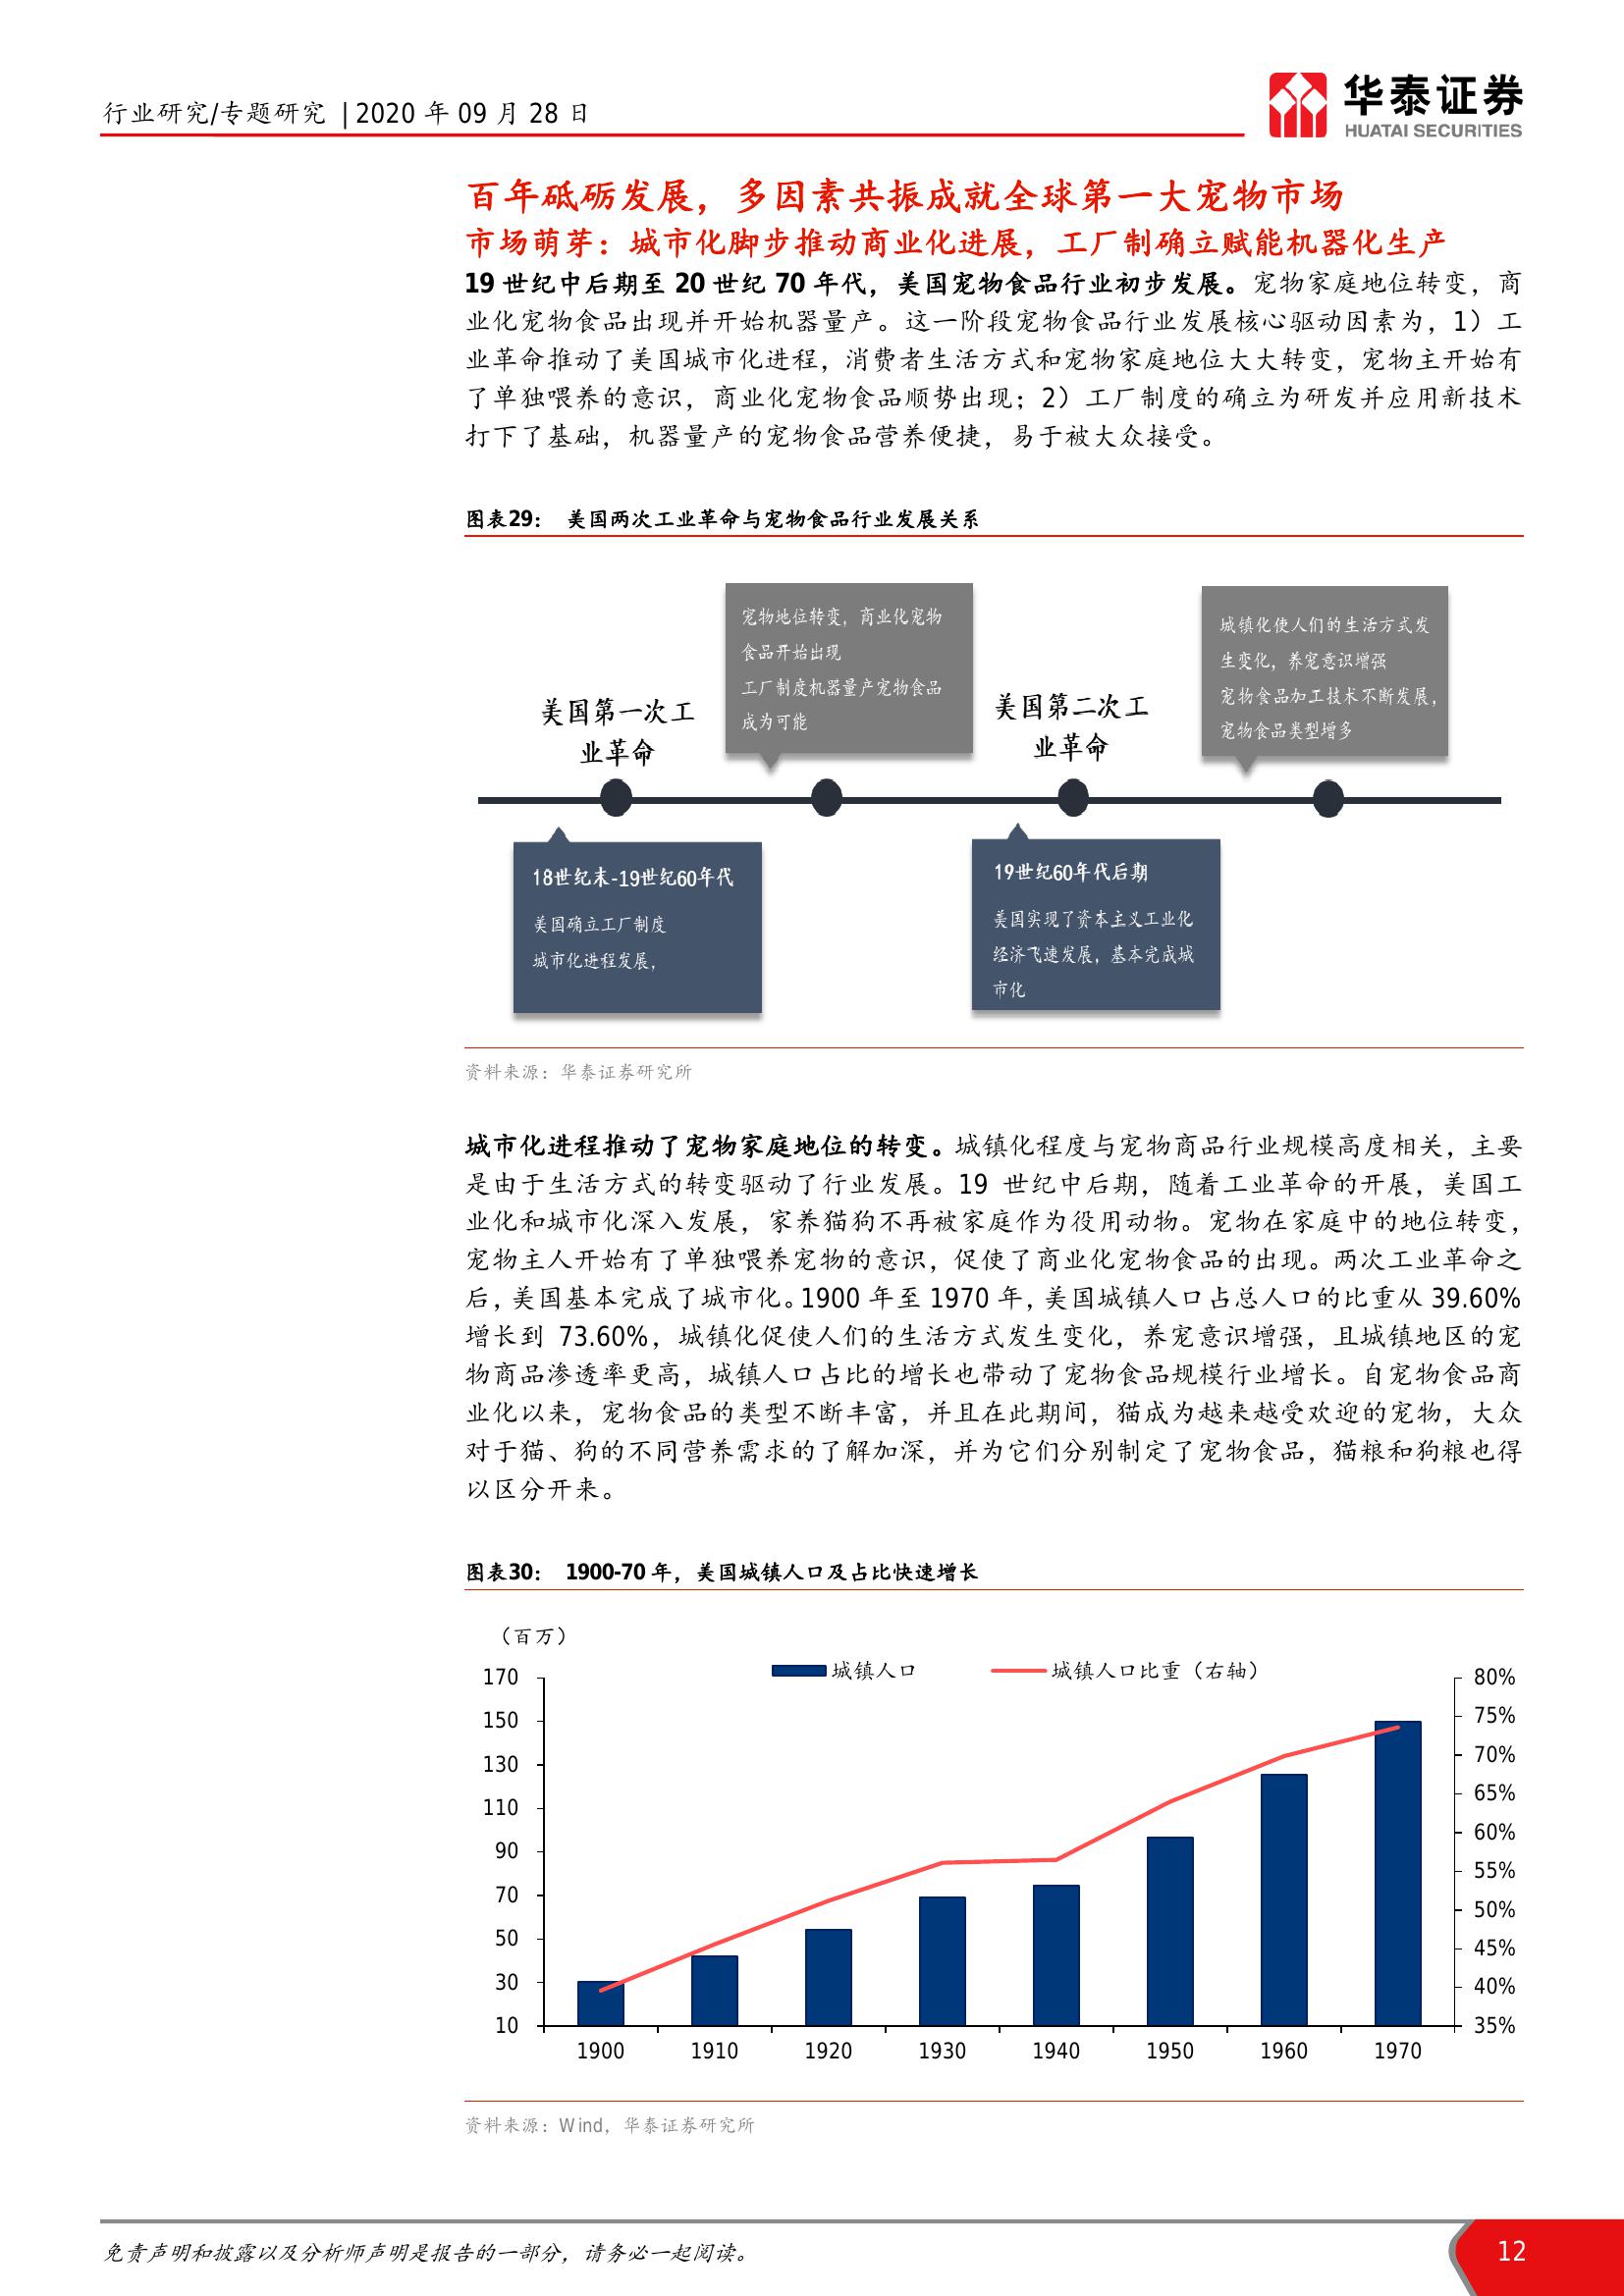 行业研究/专题研究 | 2020 年 09 月 28 日
华泰证券
HUATAI SECURITIES
百年砥砺发展，多因素共振成就全球第一大宠物市场
市场萌芽：城市化脚步推动商业化进展，工厂制确立赋能机器化生产
19 世纪中后期至 20 世纪 70 年代，美国宠物食品行业初步发展。宠物家庭地位转变，商
业化宠物食品出现并开始机器量产。这一阶段宠物食品行业发展核心驱动因素为，1）工
业革命推动了美国城市化进程，消费者生活方式和宠物家庭地位大大转变，宠物主开始有
了单独喂养的意识，商业化宠物食品顺势出现；2）工厂制度的确立为研发并应用新技术
打下了基础，机器量产的宠物食品营养便捷，易于被大众接受。
图表29： 美国两次工业革命与宠物食品行业发展关系
宠物地位转变，商业化宠物
食品开始出现
工厂制度机器量产宠物食品
成为可能
城镇化使人们的生活方式发
生变化，养宠意识增强
宠物食品加工技术不断发展，
宠物食品类型增多
美国第一次工
业革命
美国第二次工
业革命
18世纪末-19世纪60年代
美国确立工厂制度
城市化进程发展，
19世纪60年代后期
美国实现了资本主义工业化
经济飞速发展，基本完成城
市化
资料来源：华泰证券研究所
城市化进程推动了宠物家庭地位的转变。城镇化程度与宠物商品行业规模高度相关，主要
是由于生活方式的转变驱动了行业发展。19 世纪中后期，随着工业革命的开展，美国工
业化和城市化深入发展，家养猫狗不再被家庭作为役用动物。宠物在家庭中的地位转变，
宠物主人开始有了单独喂养宠物的意识，促使了商业化宠物食品的出现。两次工业革命之
后，美国基本完成了城市化。1900 年至 1970 年，美国城镇人口占总人口的比重从 39.60%
增长到 73.60%，城镇化促使人们的生活方式发生变化，养宠意识增强，且城镇地区的宠
物商品渗透率更高，城镇人口占比的增长也带动了宠物食品规模行业增长。自宠物食品商
业化以来，宠物食品的类型不断丰富，并且在此期间，猫成为越来越受欢迎的宠物，大众
对于猫、狗的不同营养需求的了解加深，并为它们分别制定了宠物食品，猫粮和狗粮也得
以区分开来。
图表30： 1900-70 年，美国城镇人口及占比快速增长
（百万）
城镇人口 城镇人口比重（右轴）
170 80%
150 75%
130 70%
110 65%
90 60%
70 55%
50 50%
30 45%
10 40%
35%
1900 1910 1920 1930 1940 1950 1960 1970
资料来源：Wind，华泰证券研究所
免责声明和披露以及分析师声明是报告的一部分，请务必一起阅读。
12